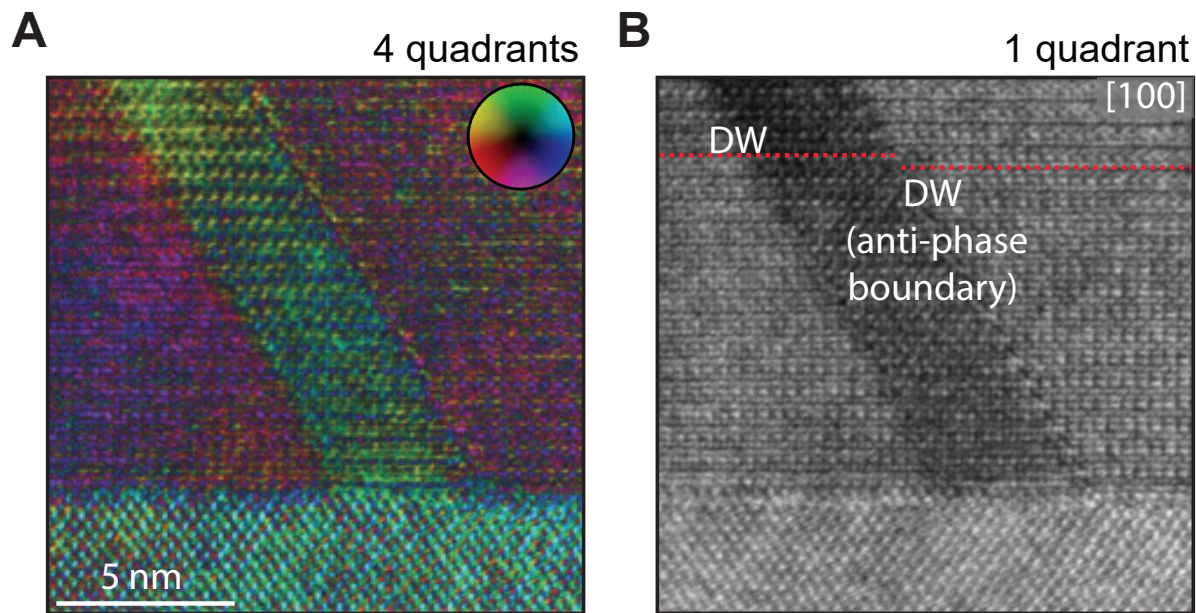 A
4 quadrants
5 nm
B
1 quadrant
[100]
DW
DW
(anti-phase
boundary)